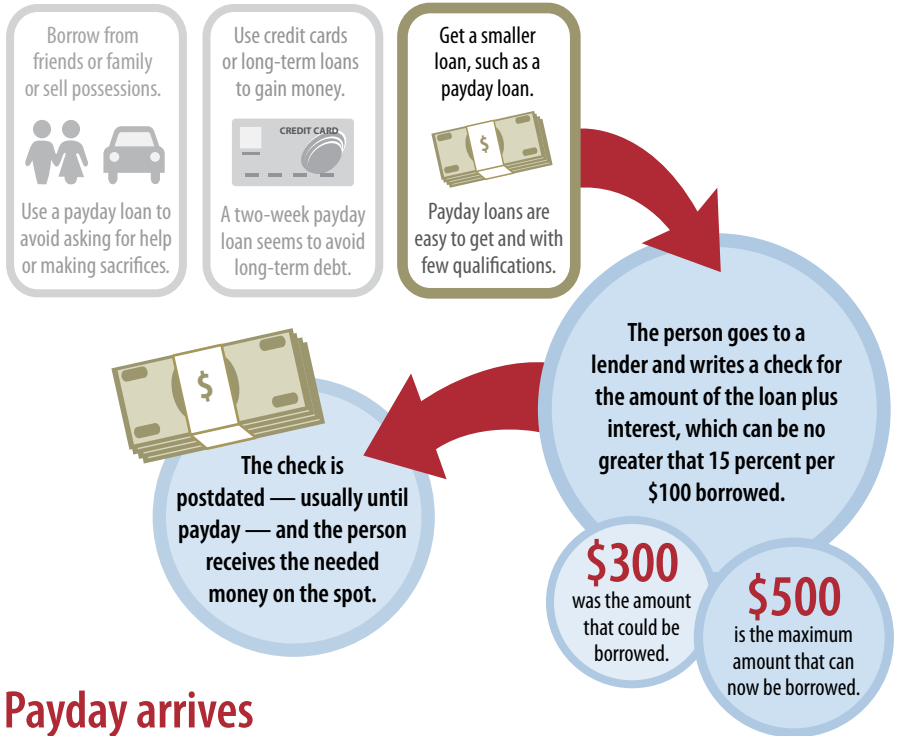 Borrow from
friends or family
or sell possessions.
Use a payday loan to
avoid asking for help
or making sacrifices.
Use credit cards
or long-term loans
to gain money.
CREDIT CARD
A two-week payday
loan seems to avoid
long-term debt.
Get a smaller
loan, such as a
payday loan.
$
Payday loans are
easy to get and with
few qualifications.
The person goes to a
lender and writes a check for
the amount of the loan plus
interest, which can be no
greater that 15 percent per
$100 borrowed.
$300
was the amount
that could be
borrowed.
$500
is the maximum
amount that can
now be borrowed.
$
The check is
postdated — usually until
payday — and the person
receives the needed
money on the spot.
Payday arrives